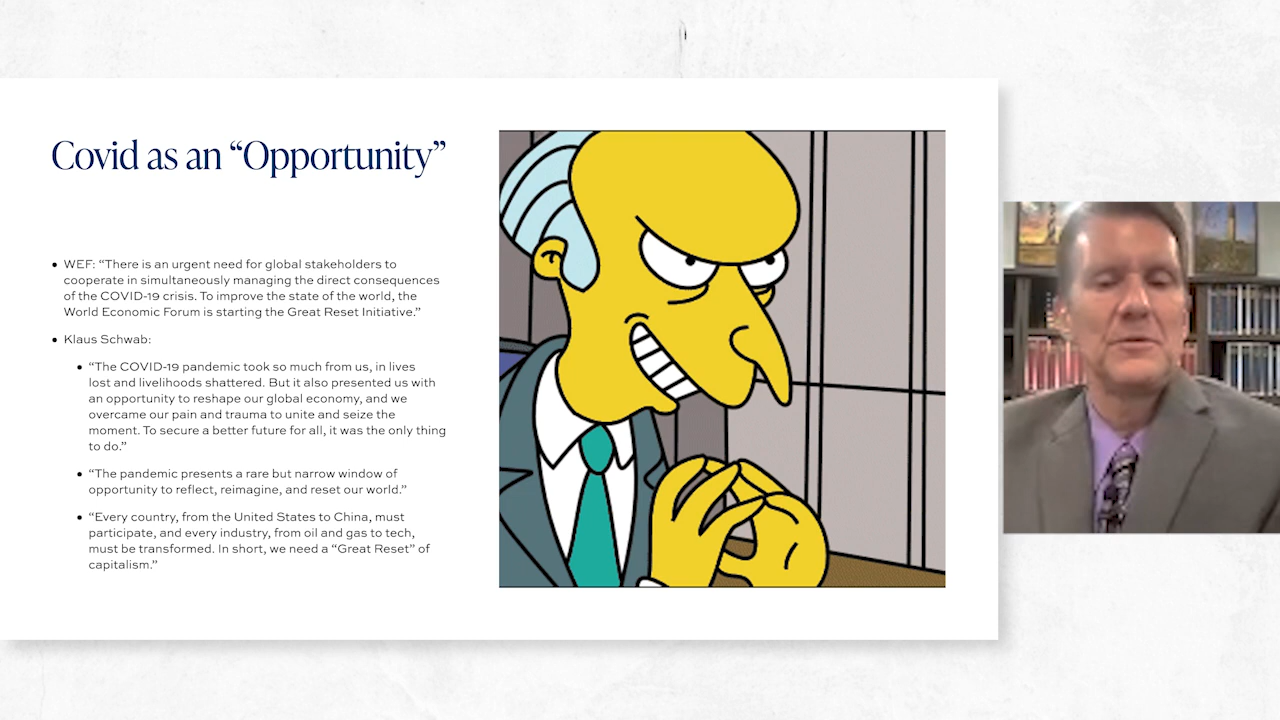 Covid as an “Opportunity”
• WEF: “There is an urgent need for global stakeholders to
cooperate in simultaneously managing the direct consequences
of the COVID-19 crisis. To improve the state of the world, the
World Economic Forum is starting the Great Reset Initiative.”
• Klaus Schwab:
• “The COVID-19 pandemic took so much from us, in lives
lost and livelihoods shattered. But it also presented us with
an opportunity to reshape our global economy, and we
overcame our pain and trauma to unite and seize the
moment. To secure a better future for all, it was the only thing
to do.”
• “The pandemic presents a rare but narrow window of
opportunity to reflect, reimagine, and reset our world.”
• “Every country, from the United States to China, must
participate, and every industry, from oil and gas to tech,
must be transformed. In short, we need a “Great Reset” of
capitalism.”